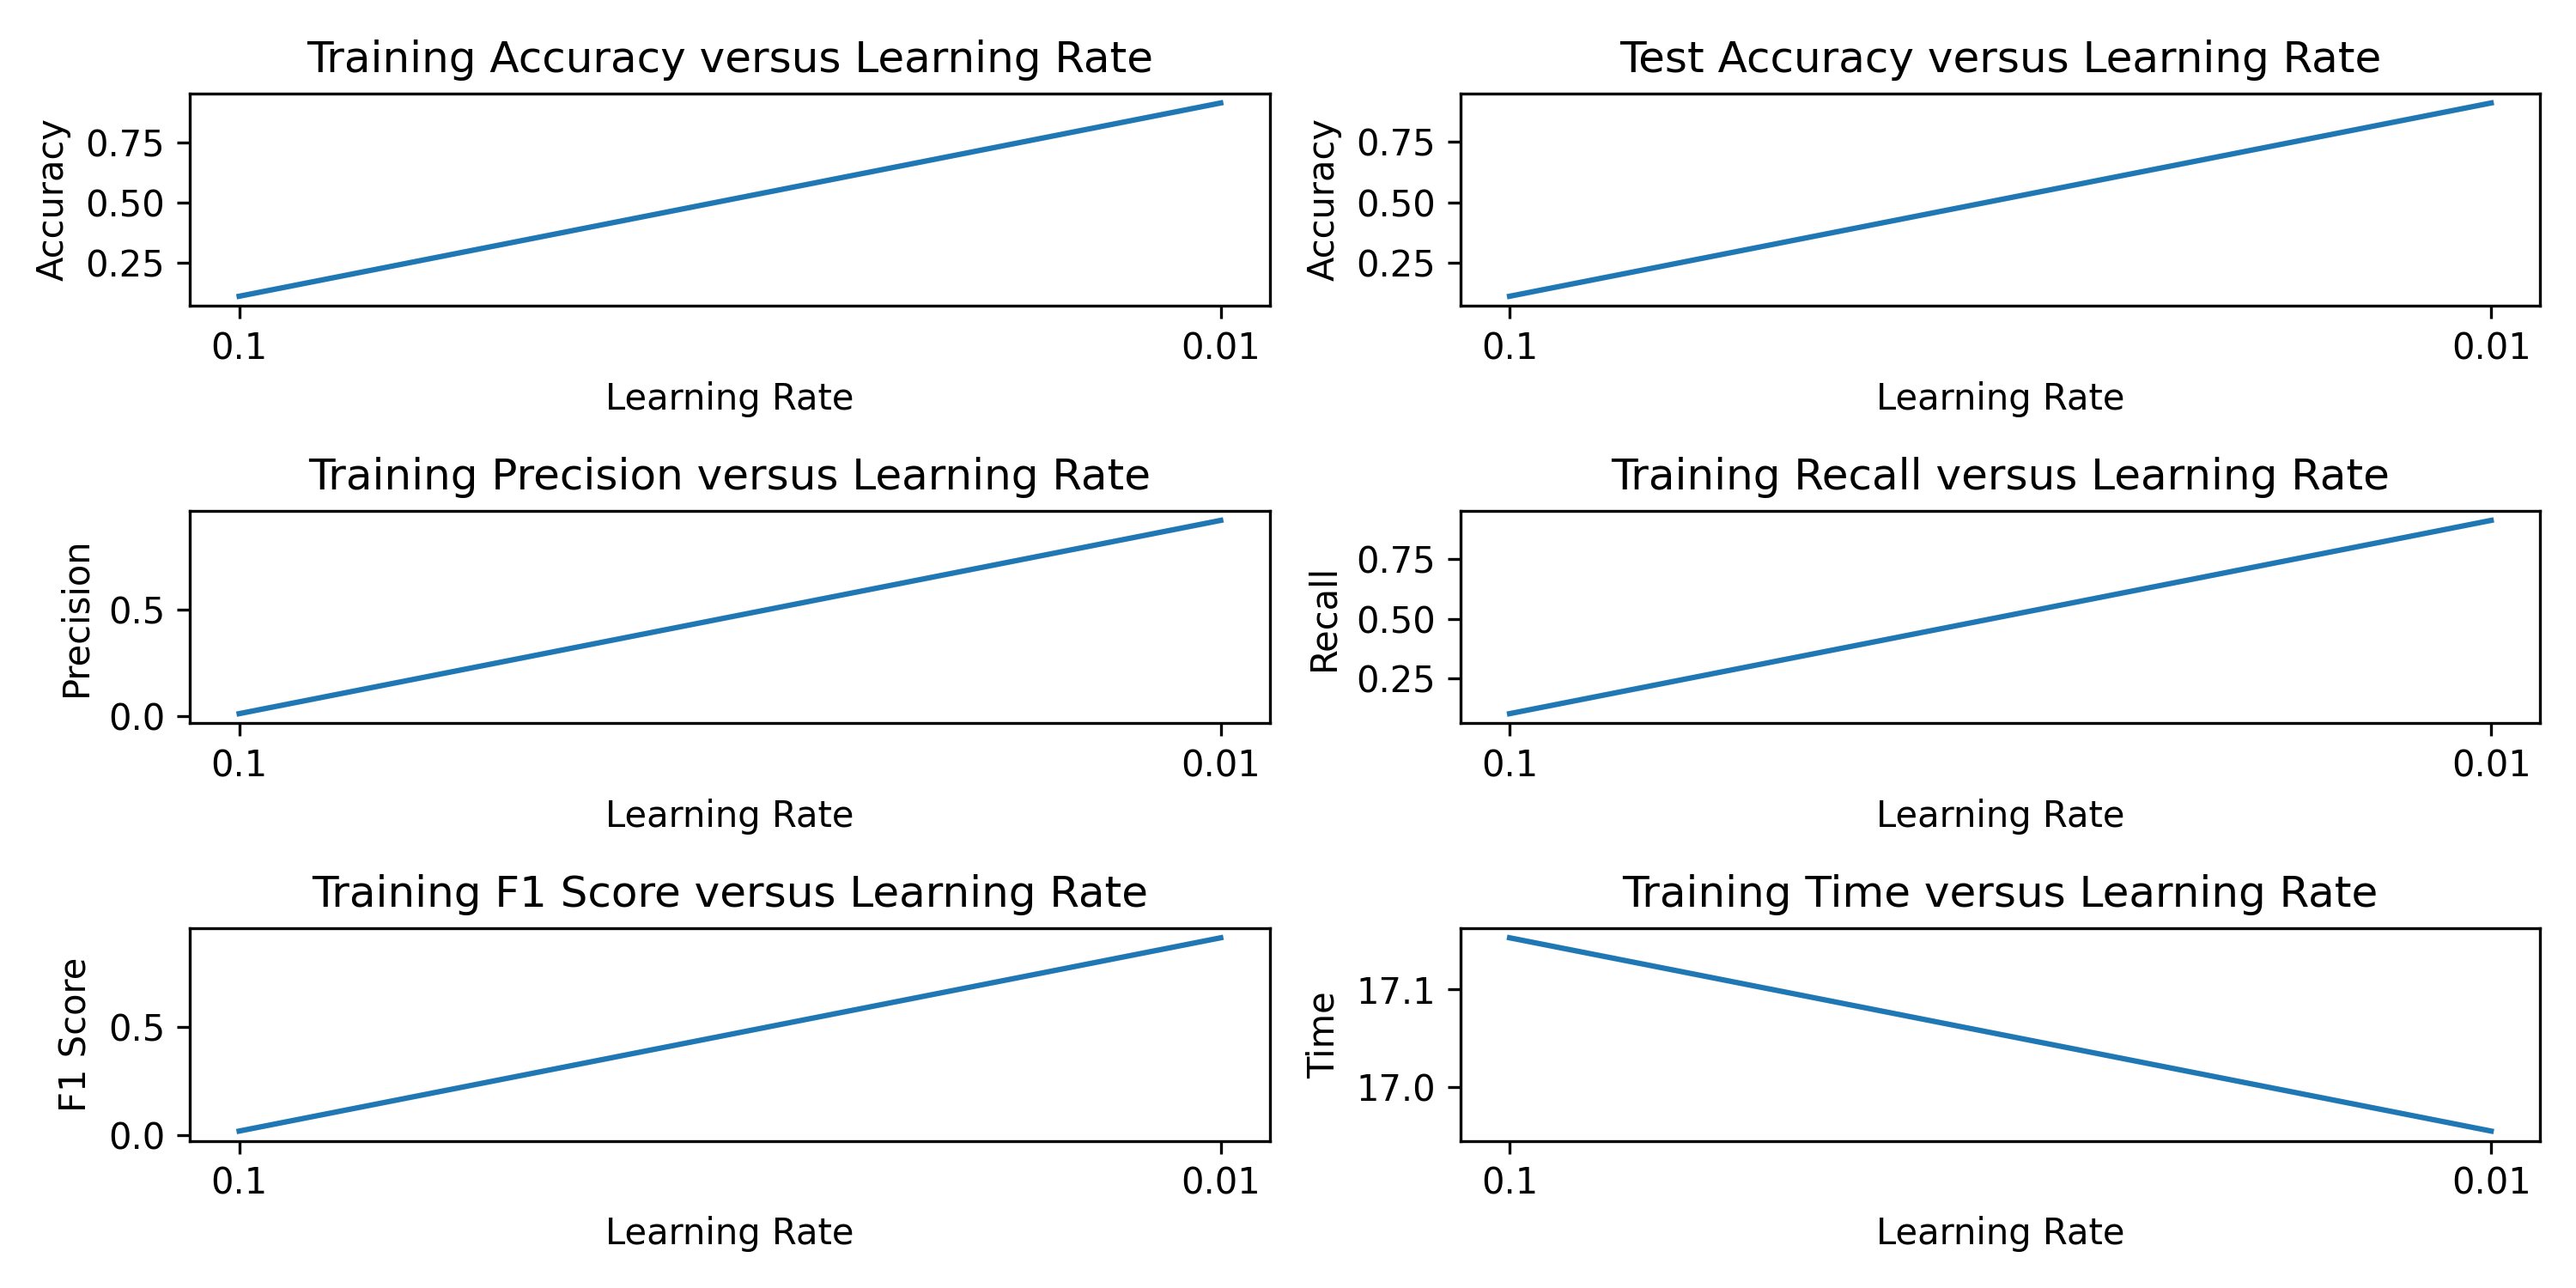 Training Accuracy versus Learning Rate
Accuracy
0.75
0.50
0.25
0.1
0.01
Learning Rate
Test Accuracy versus Learning Rate
Accuracy
0.75
0.50
0.25
0.1
0.01
Learning Rate
Training Precision versus Learning Rate
Precision
0.5
0.0
0.1
0.01
Learning Rate
Training Recall versus Learning Rate
Recall
0.75
0.50
0.25
0.1
0.01
Learning Rate
Training F1 Score versus Learning Rate
F1 Score
0.5
0.0
0.1
0.01
Learning Rate
Training Time versus Learning Rate
Time
17.1
17.0
0.1
0.01
Learning Rate